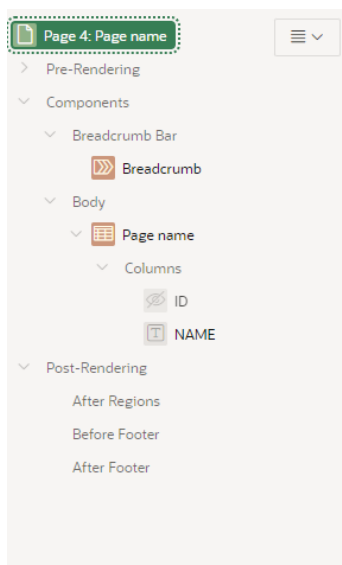 Page 4: Page name
Pre-Rendering
Components
Breadcrumb Bar
Breadcrumb
Body
Page name
Columns
ID
T NAME
Post-Rendering
After Regions
Before Footer
After Footer